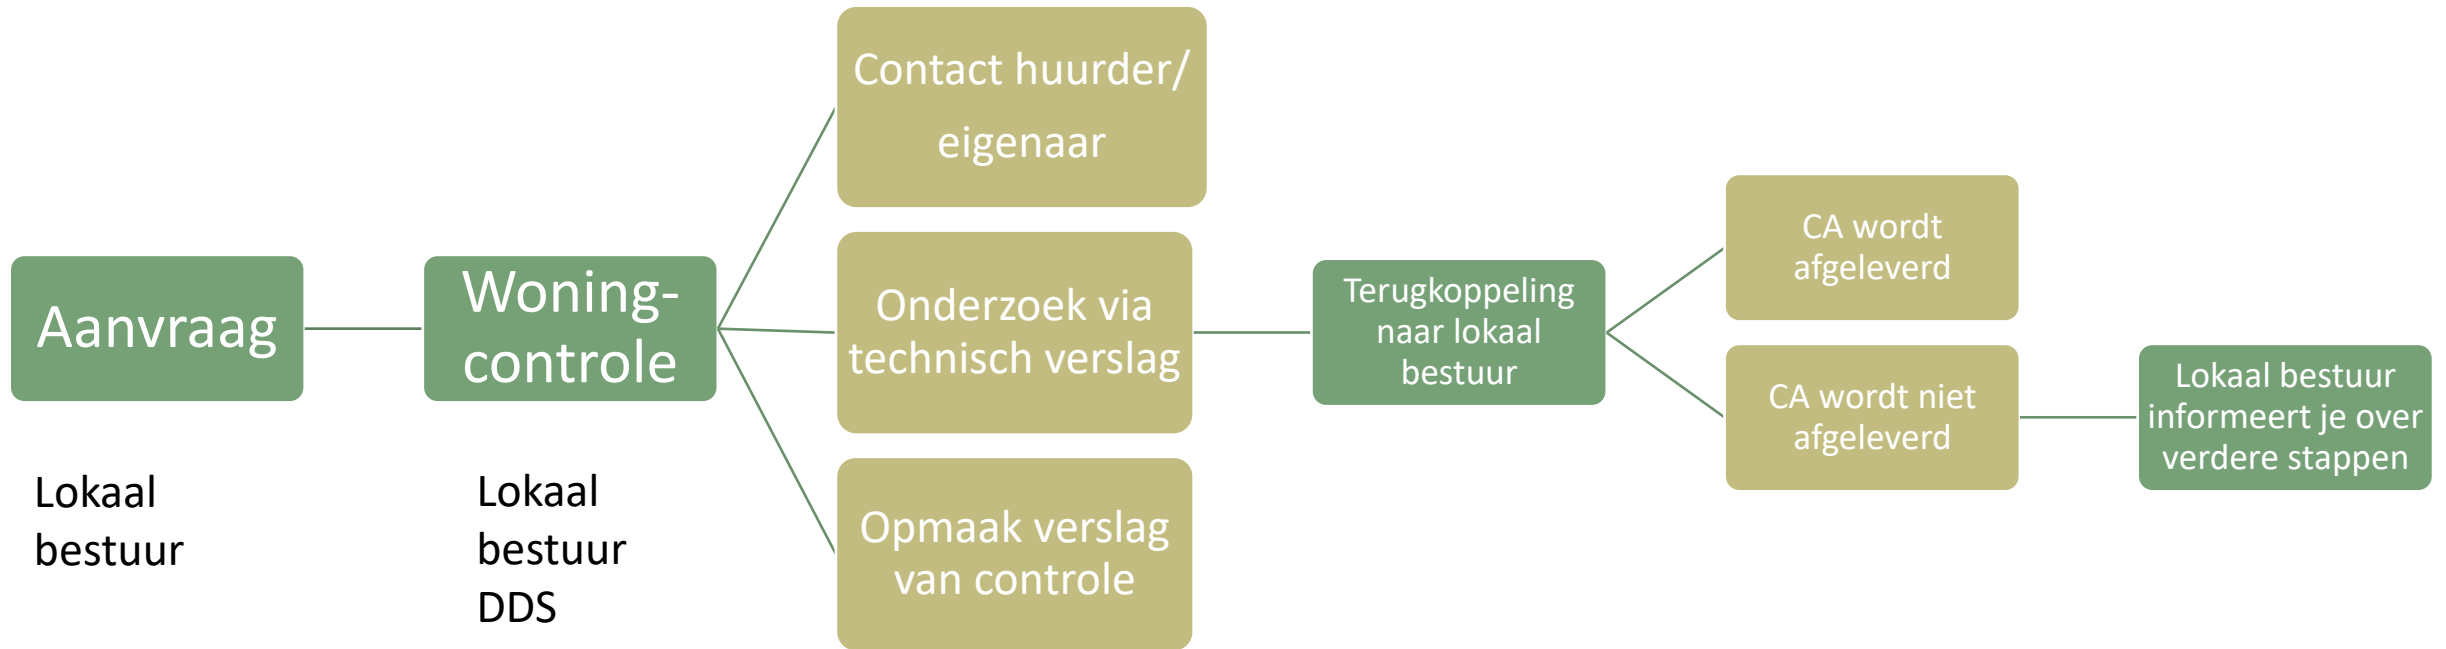 Aanvraag
Lokaal
bestuur
Woning-
controle
Lokaal
bestuur
DDS
Contact huurder/
eigenaar
Onderzoek via
technisch verslag
Opmaak verslag
van controle
Terugkoppeling
naar lokaal
bestuur
CA wordt
afgeleverd
CA wordt niet
afgeleverd
Lokaal bestuur
informeert je over
verdere stappen